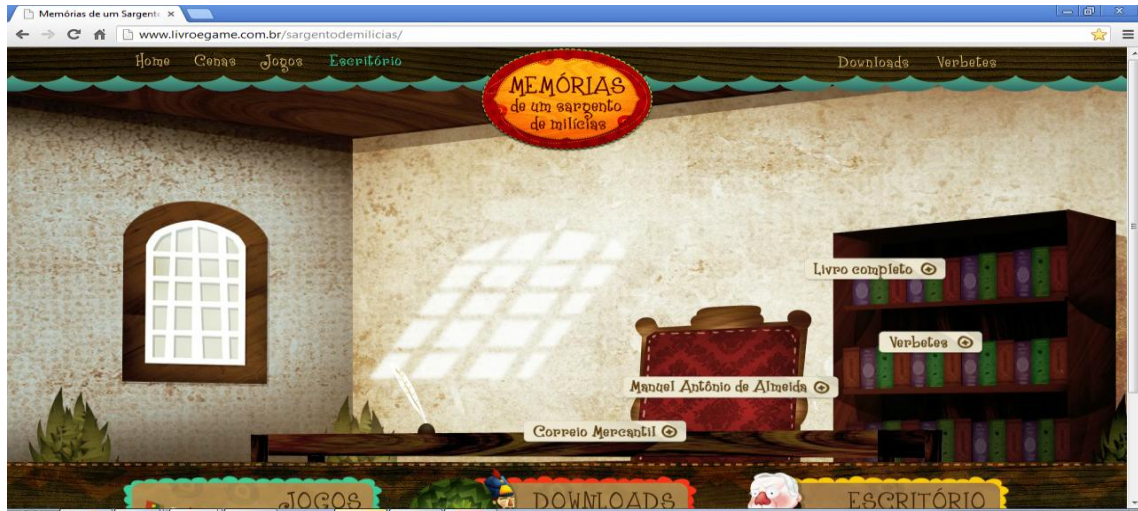 Memórias de um Sargent
www.livroegame.com.br/sargentodemilicias/
Home Cenas Jogos Escritório
MEMÓRIAS
de um sargento
de milícias
Downloads Verbetes
Livro completo
Verbetes
Manuel Antônio de Almeida
Correio Mercantil
JOGOS
DOWNLOADS
ESCRITÓRIO